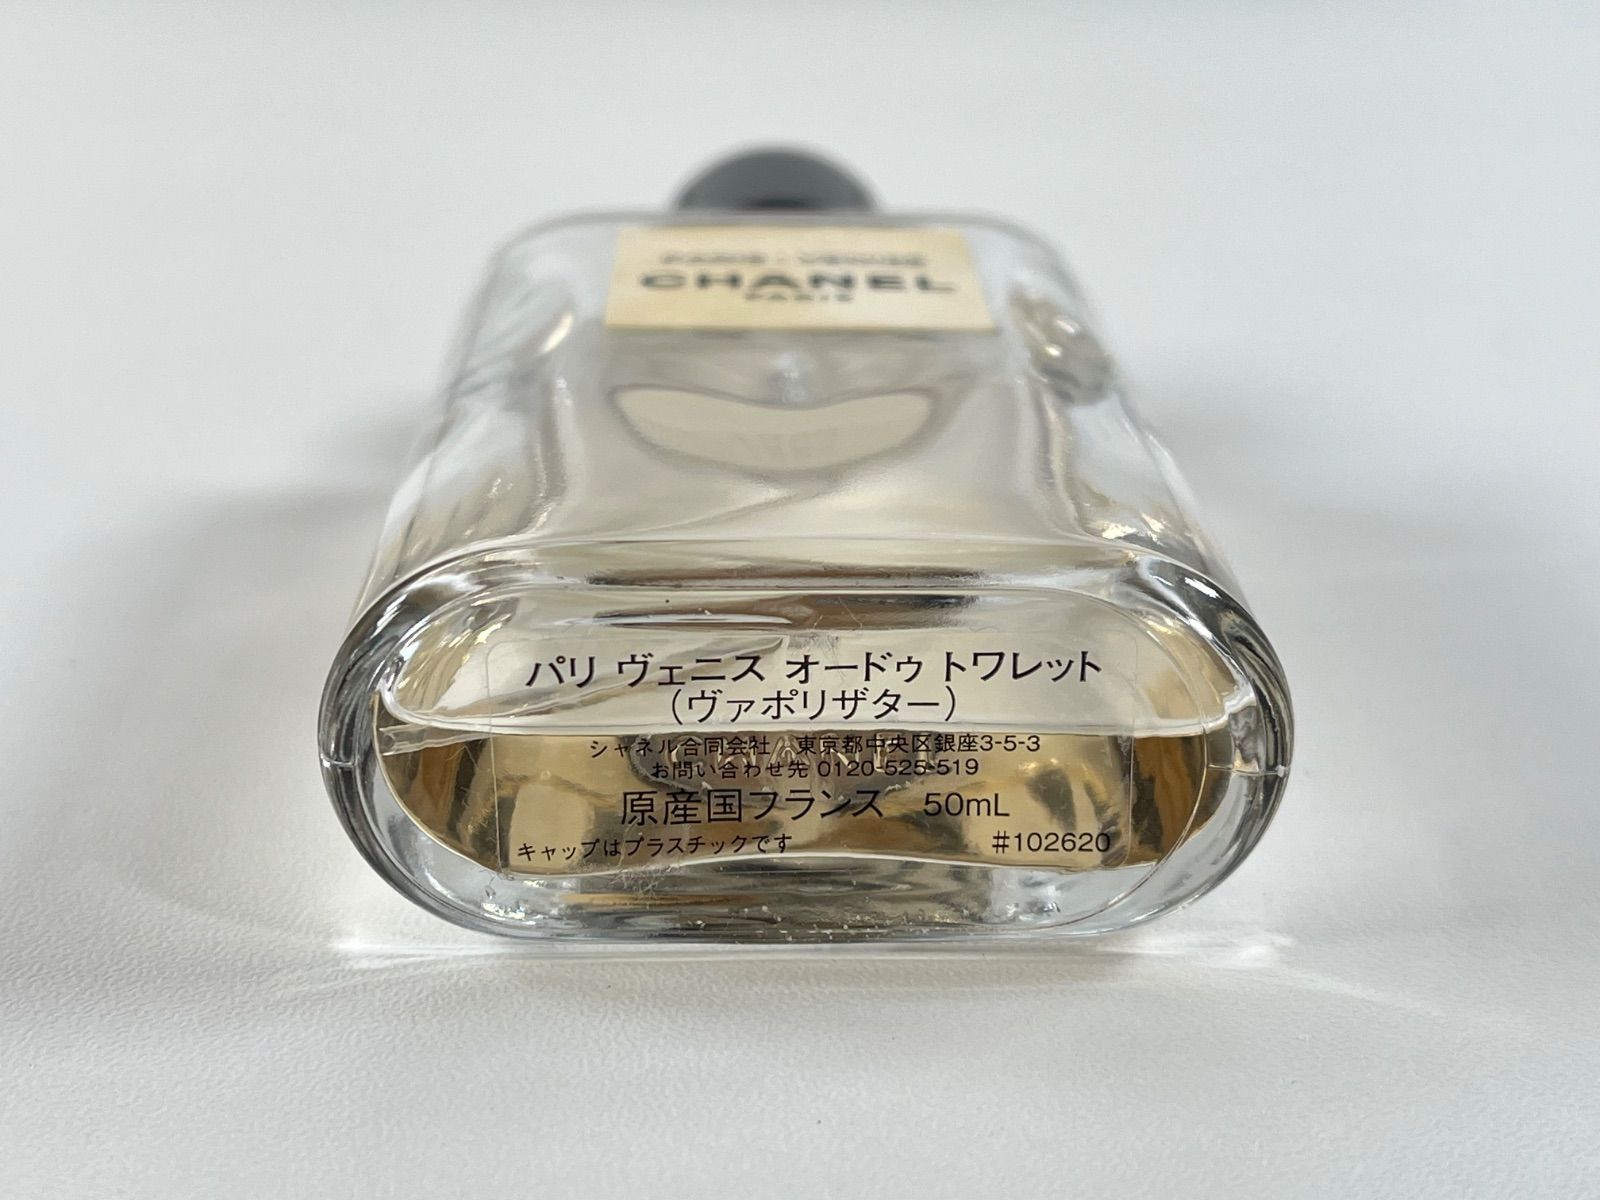 PARIS - VENISE
CHANEL
PARIS
パリ ヴェニス オードゥ トワレット
（ヴァポリザター）
シャネル合同会社　東京都中央区銀座3-5-3
お問い合わせ先 0120-525-519
原産国フランス　50mL
キャップはプラスチックです　#102620
CHANEL